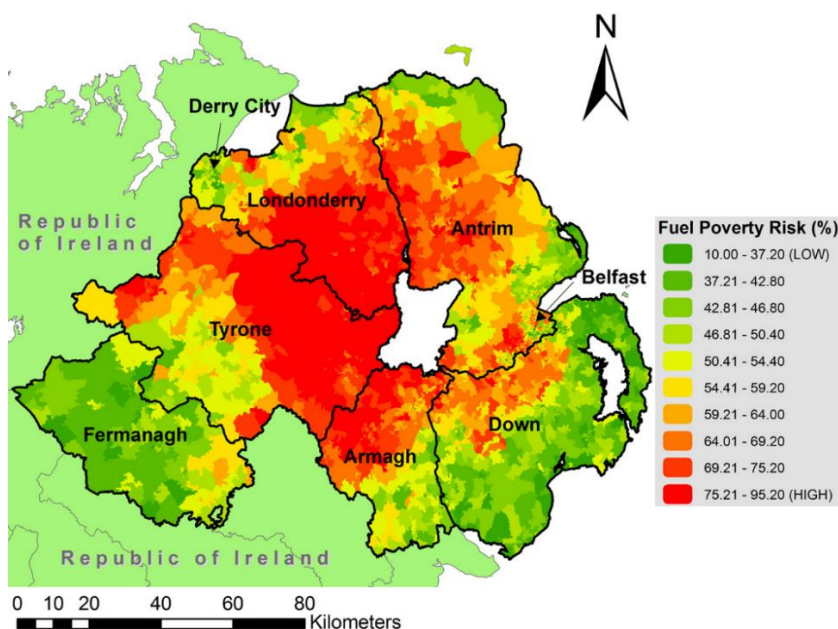 N
Derry City
Londonderry
Republic
of Ireland
Antrim
Belfast
Tyrone
Fermanagh
Armagh
Down
Republic of Ireland
0 10 20 40 60 80
Kilometers
Fuel Poverty Risk (%)
10.00 - 37.20 (LOW)
37.21 - 42.80
42.81 - 46.80
46.81 - 50.40
50.41 - 54.40
54.41 - 59.20
59.21 - 64.00
64.01 - 69.20
69.21 - 75.20
75.21 - 95.20 (HIGH)